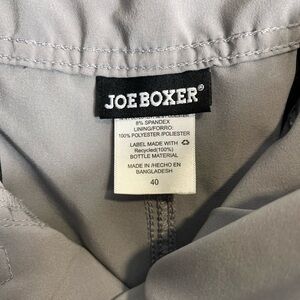 JOEBOXER®
8% SPANDEX
LINING/FORRO:
100% POLYESTER /POLIESTER
LABEL MADE WITH
Recycled(100%)
BOTTLE MATERIAL
MADE IN /HECHO EN
BANGLADESH
40